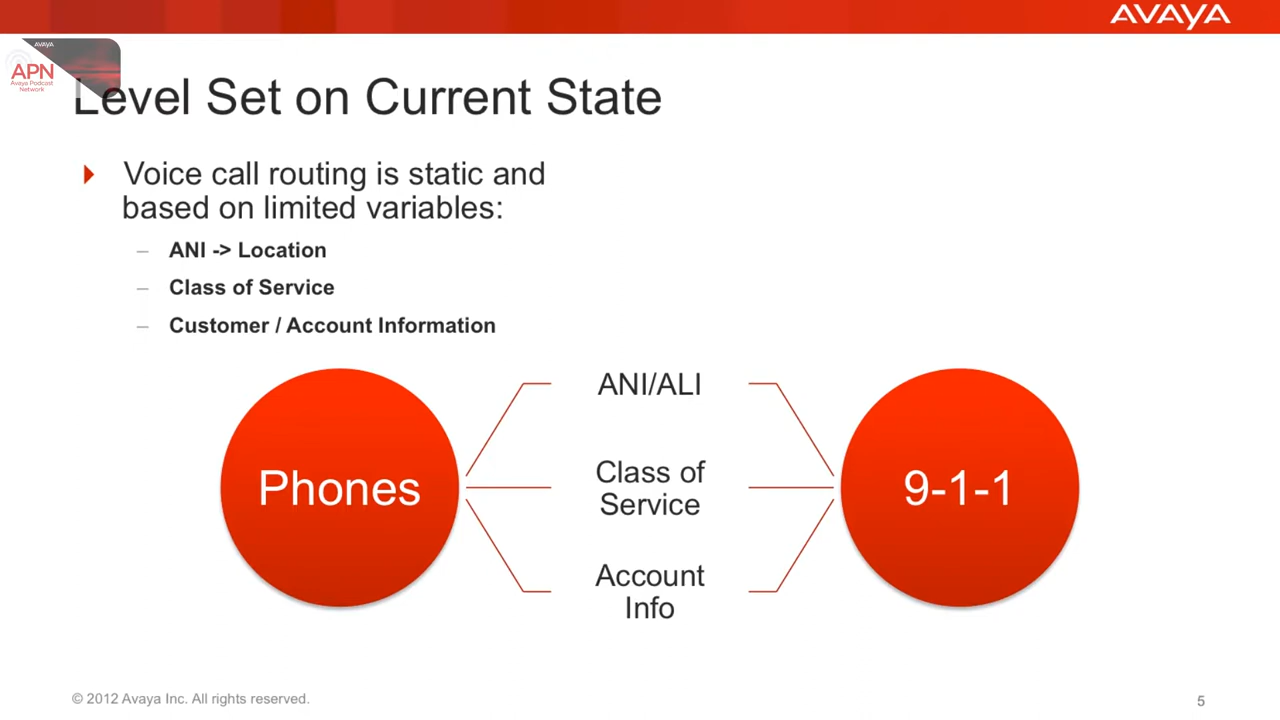 AVAYA
AVAYA
APN
Avaya Podcast
Network
Level Set on Current State
Voice call routing is static and
based on limited variables:
– ANI -> Location
– Class of Service
– Customer / Account Information
Phones
ANI/ALI
Class of
Service
Account
Info
9-1-1
© 2012 Avaya Inc. All rights reserved.
5